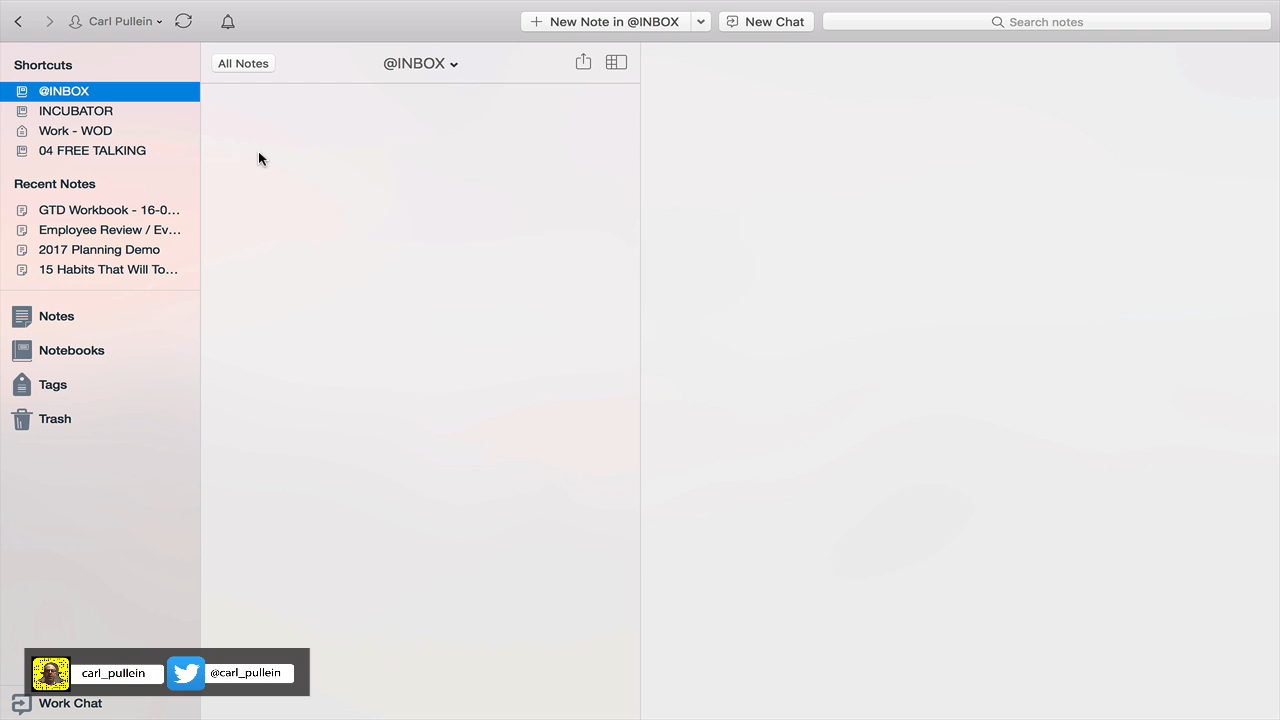 Carl Pullein
New Note in @INBOX
New Chat
Search notes
Shortcuts
@INBOX
INCUBATOR
Work - WOD
04 FREE TALKING
Recent Notes
GTD Workbook - 16-0...
Employee Review / Ev...
2017 Planning Demo
15 Habits That Will To...
Notes
Notebooks
Tags
Trash
Work Chat
All Notes
@INBOX
carl_pullein
@carl_pullein